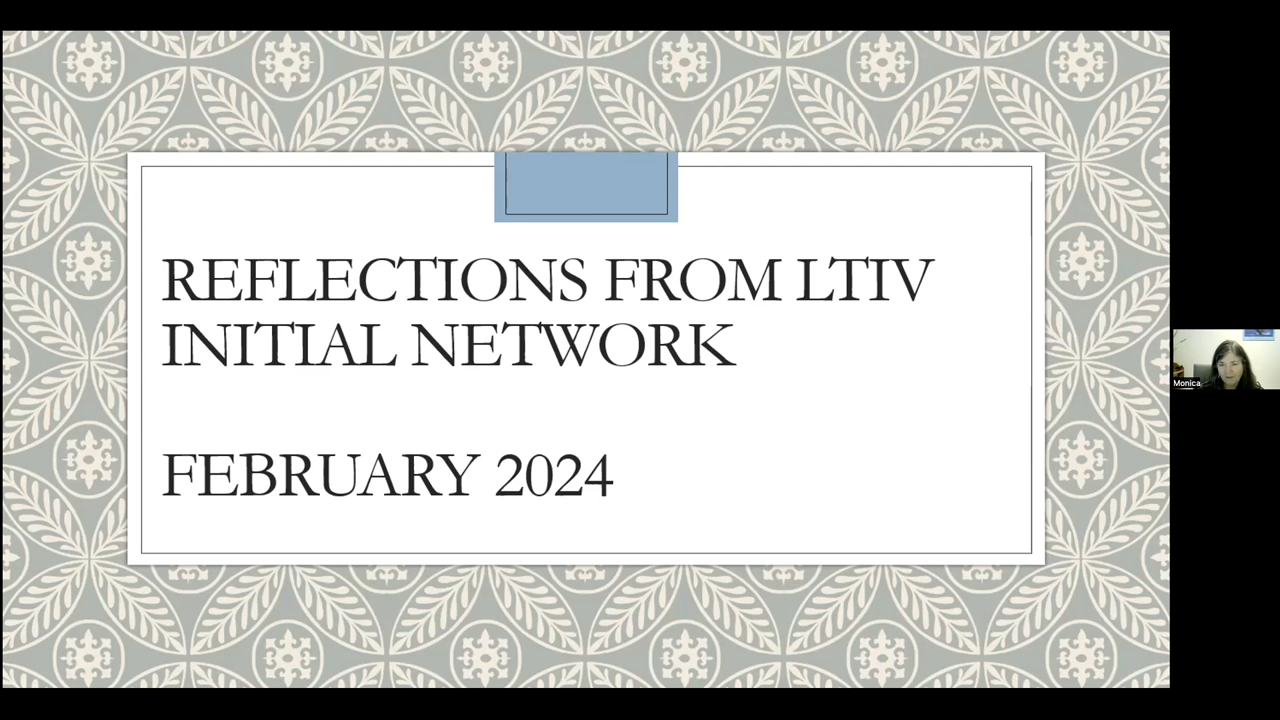 REFLECTIONS FROM LTIV
INITIAL NETWORK
FEBRUARY 2024
Monica